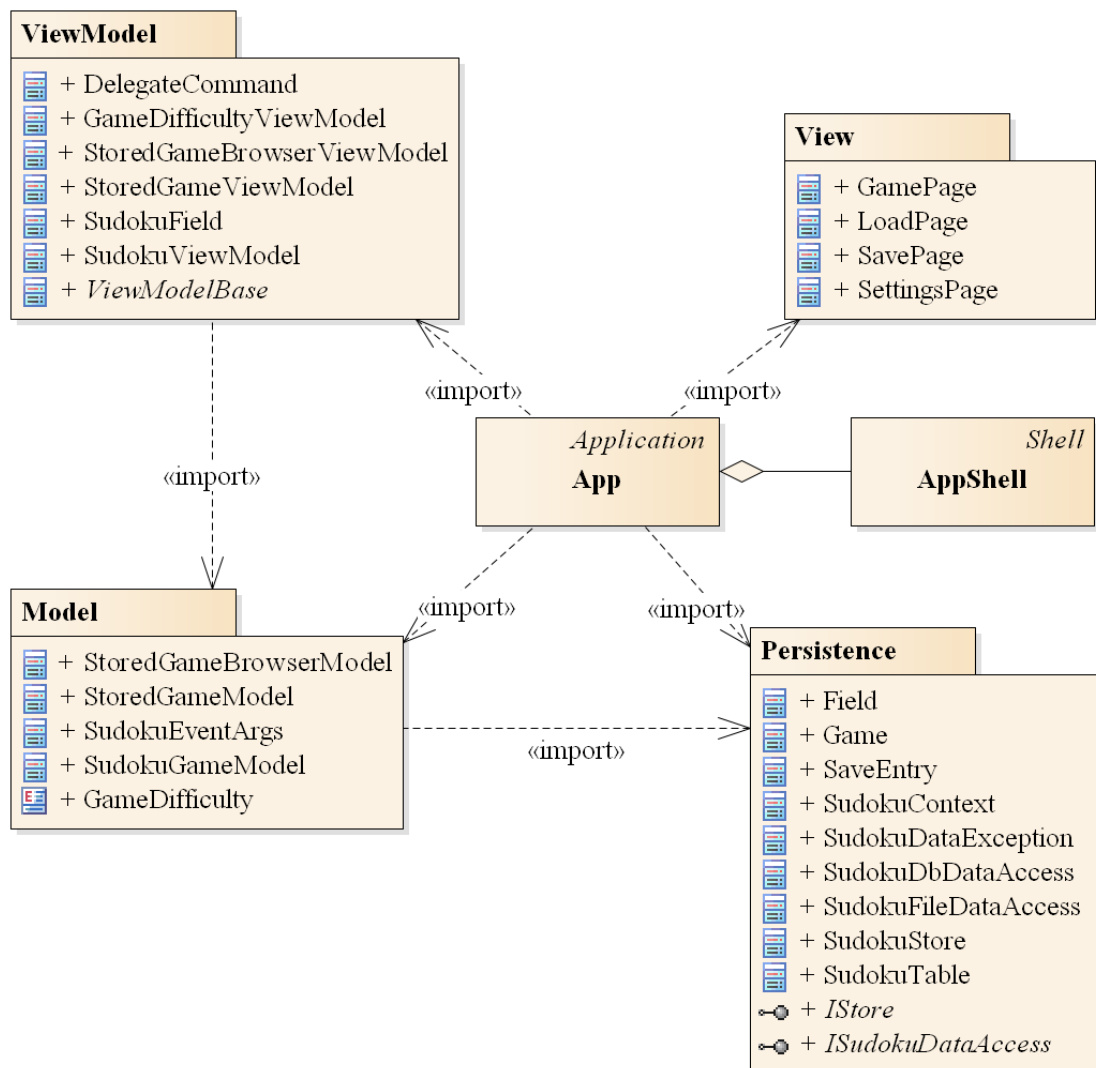 ViewModel
+ DelegateCommand
+ GameDifficultyViewModel
+ StoredGameBrowserViewModel
+ StoredGameViewModel
+ SudokuField
+ SudokuViewModel
+ ViewModelBase
View
+ GamePage
+ LoadPage
+ SavePage
+ SettingsPage
«import»
«import»
Application
App
Shell
AppShell
«import»
«import»
«import»
Model
+ StoredGameBrowserModel
+ StoredGameModel
+ SudokuEventArgs
+ SudokuGameModel
E
+ GameDifficulty
«import»
Persistence
+ Field
+ Game
+ SaveEntry
+ SudokuContext
+ SudokuDataException
+ SudokuDbDataAccess
+ SudokuFileDataAccess
+ SudokuStore
+ SudokuTable
+ IStore
+ ISudokuDataAccess